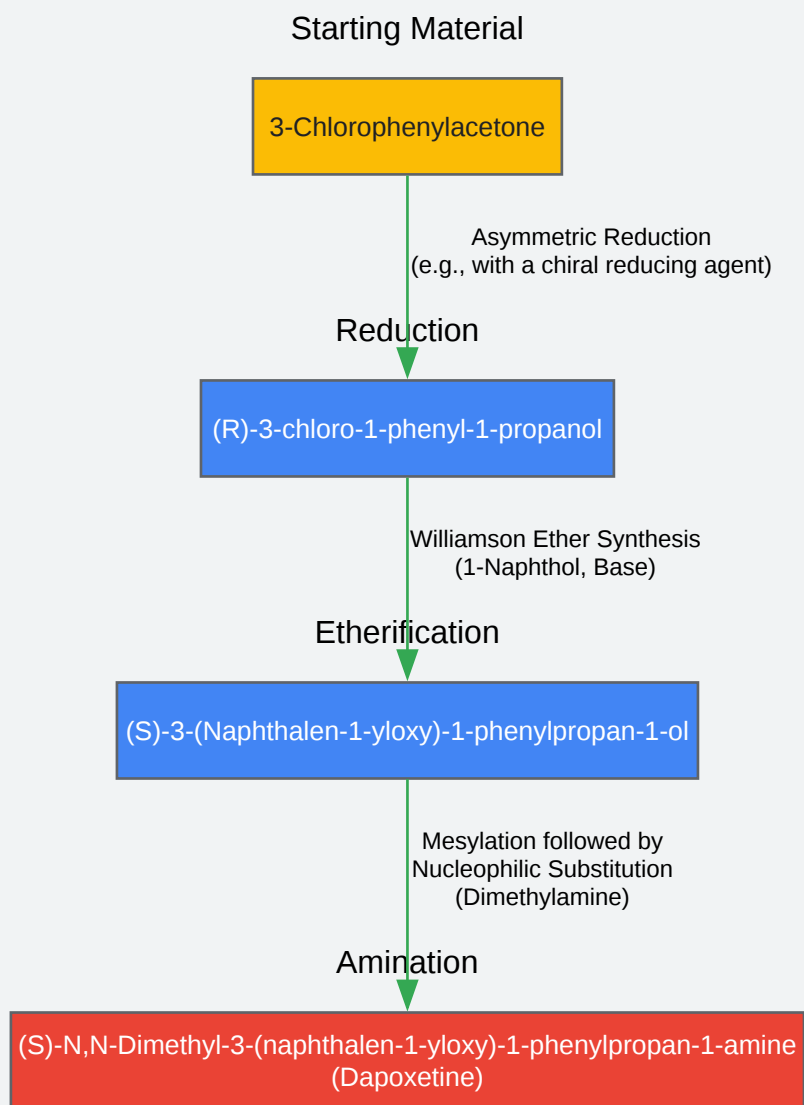 Starting Material
3-Chlorophenylacetone
Asymmetric Reduction
(e.g., with a chiral reducing agent)
Reduction
(R)-3-chloro-1-phenyl-1-propanol
Williamson Ether Synthesis
(1-Naphthol, Base)
Etherification
(S)-3-(Naphthalen-1-yloxy)-1-phenylpropan-1-ol
Mesylation followed by
Nucleophilic Substitution
(Dimethylamine)
Amination
(S)-N,N-Dimethyl-3-(naphthalen-1-yloxy)-1-phenylpropan-1-amine
(Dapoxetine)